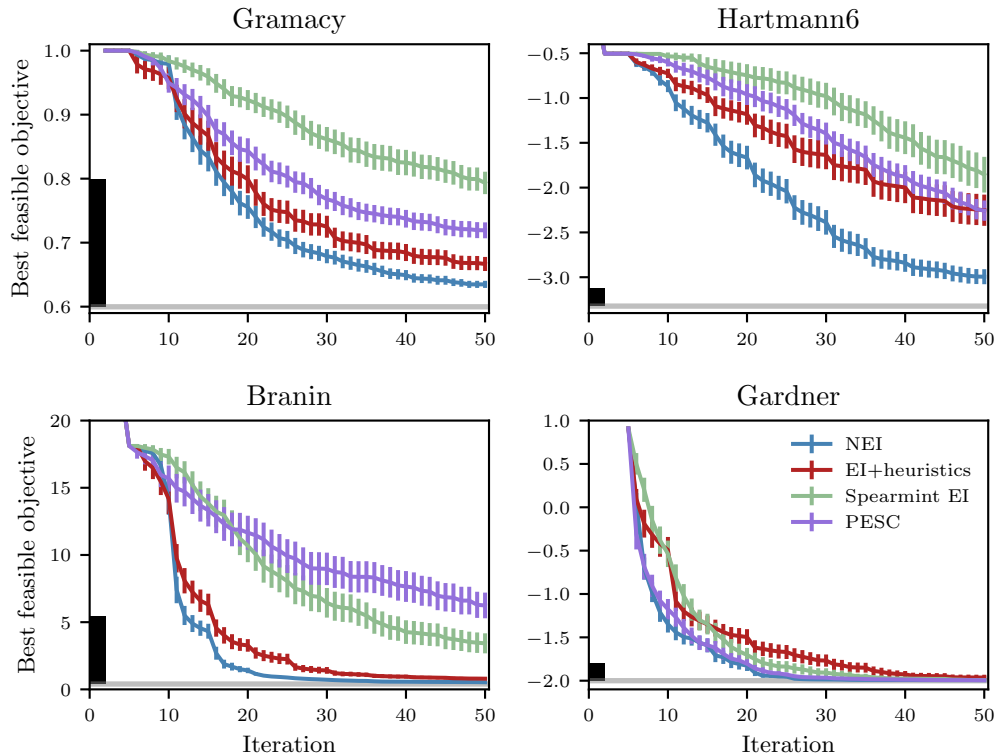 Gramacy
Best feasible objective
1.0
0.9
0.8
0.7
0.6
0 10 20 30 40 50
Hartmann6
−0.5
−1.0
−1.5
−2.0
−2.5
−3.0
0 10 20 30 40 50
Branin
Best feasible objective
20
15
10
5
0
0 10 20 30 40 50
Iteration
Gardner
1.0
0.5
0.0
−0.5
−1.0
−1.5
−2.0
NEI
EI+heuristics
Spearmint EI
PESC
0 10 20 30 40 50
Iteration